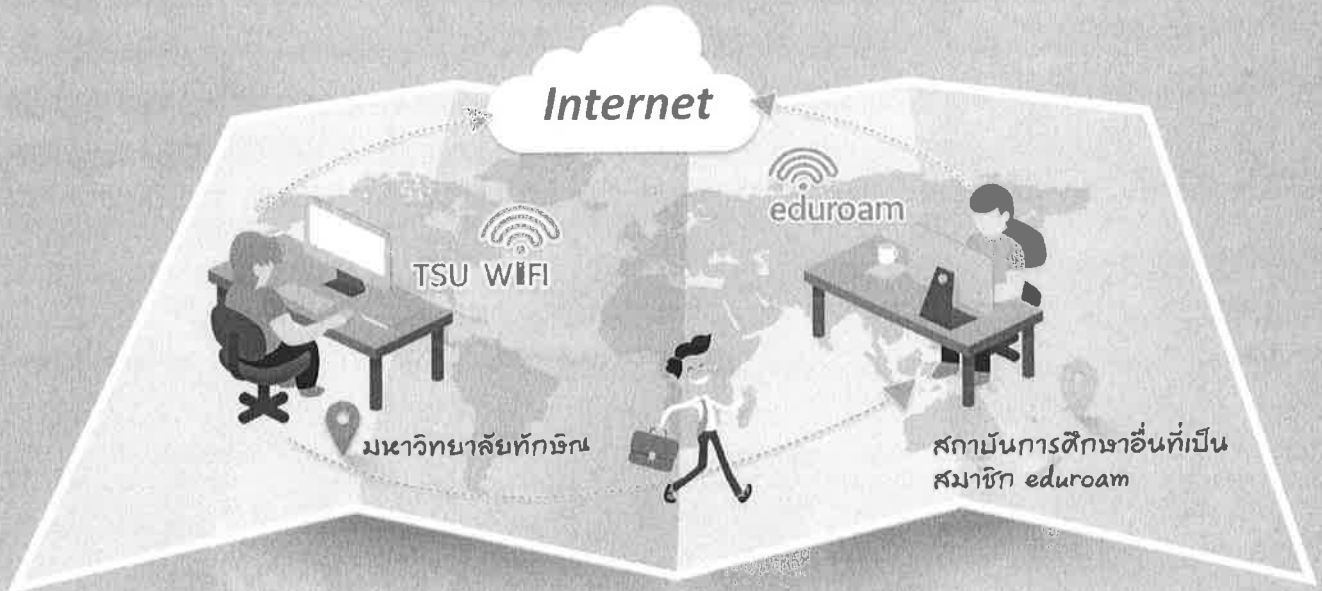 Internet
eduroam
TSU WIFI
มหาวิทยาลัยทักษิณ
สถาบันการศึกษาอื่นที่เป็น
สมาชิก eduroam